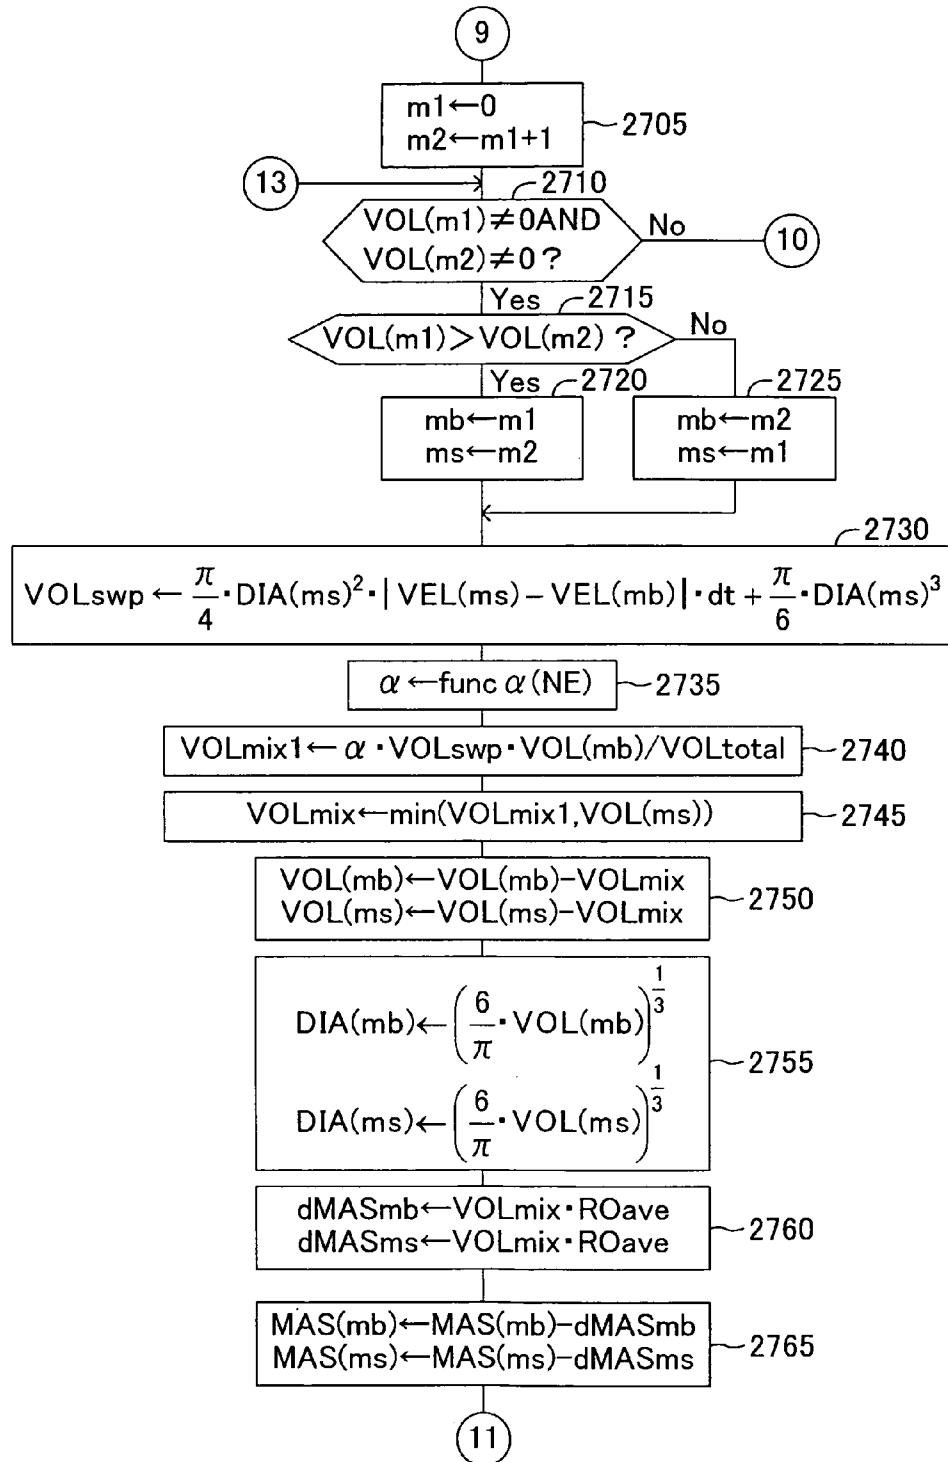 9
m1←0
m2←m1+1
2705
13
2710
VOL(m1)≠0AND
VOL(m2)≠0?
No
10
Yes
2715
VOL(m1)>VOL(m2) ?
No
Yes
2720
mb←m1
ms←m2
2725
mb←m2
ms←m1
2730
VOLswp ← π/4 · DIA(ms)² · | VEL(ms) − VEL(mb)| · dt + π/6 · DIA(ms)³
α ←func α(NE)
2735
VOLmix1← α · VOLswp · VOL(mb)/VOLtotal
2740
VOLmix←min(VOLmix1,VOL(ms))
2745
VOL(mb)←VOL(mb)−VOLmix
VOL(ms)←VOL(ms)−VOLmix
2750
DIA(mb)← (6/π · VOL(mb))^1/3
DIA(ms)← (6/π · VOL(ms))^1/3
2755
dMASmb←VOLmix · ROave
dMASms←VOLmix · ROave
2760
MAS(mb)←MAS(mb)−dMASmb
MAS(ms)←MAS(ms)−dMASms
2765
11